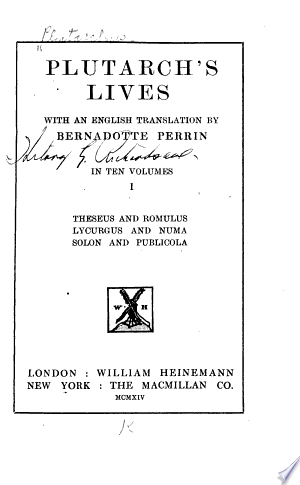 Plutarchus.
PLUTARCH'S
LIVES
WITH AN ENGLISH TRANSLATION BY
BERNADOTTE PERRIN
IN TEN VOLUMES
I
THESEUS AND ROMULUS
LYCURGUS AND NUMA
SOLON AND PUBLICOLA
W H
LONDON : WILLIAM HEINEMANN
NEW YORK : THE MACMILLAN CO.
MCMXIV
K